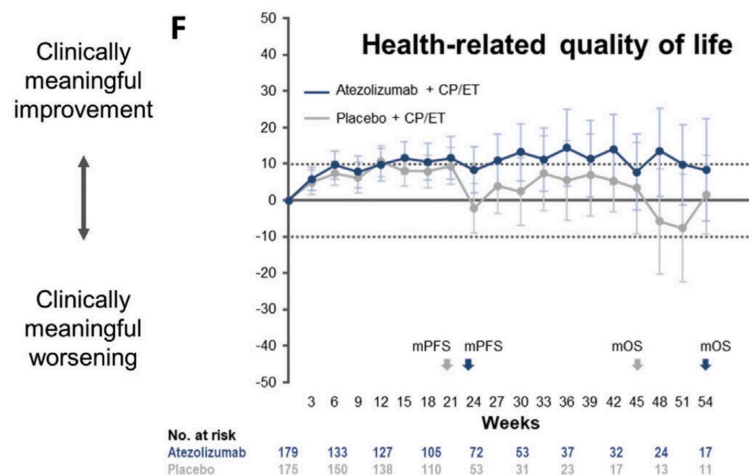 F
Health-related quality of life
Clinically
meaningful
improvement
Clinically
meaningful
worsening
Atezolizumab + CP/ET
Placebo + CP/ET
50
40
30
20
10
0
-10
-20
-30
-40
-50
mPFS mPFS mOS mOS
3 6 9 12 15 18 21 24 27 30 33 36 39 42 45 48 51 54
Weeks
No. at risk
Atezolizumab 179 133 127 105 72 53 37 32 24 17
Placebo 175 150 138 110 53 31 23 17 13 11